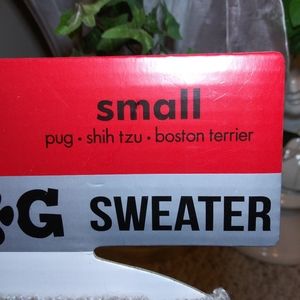 small
pug • shih tzu • boston terrier
G SWEATER